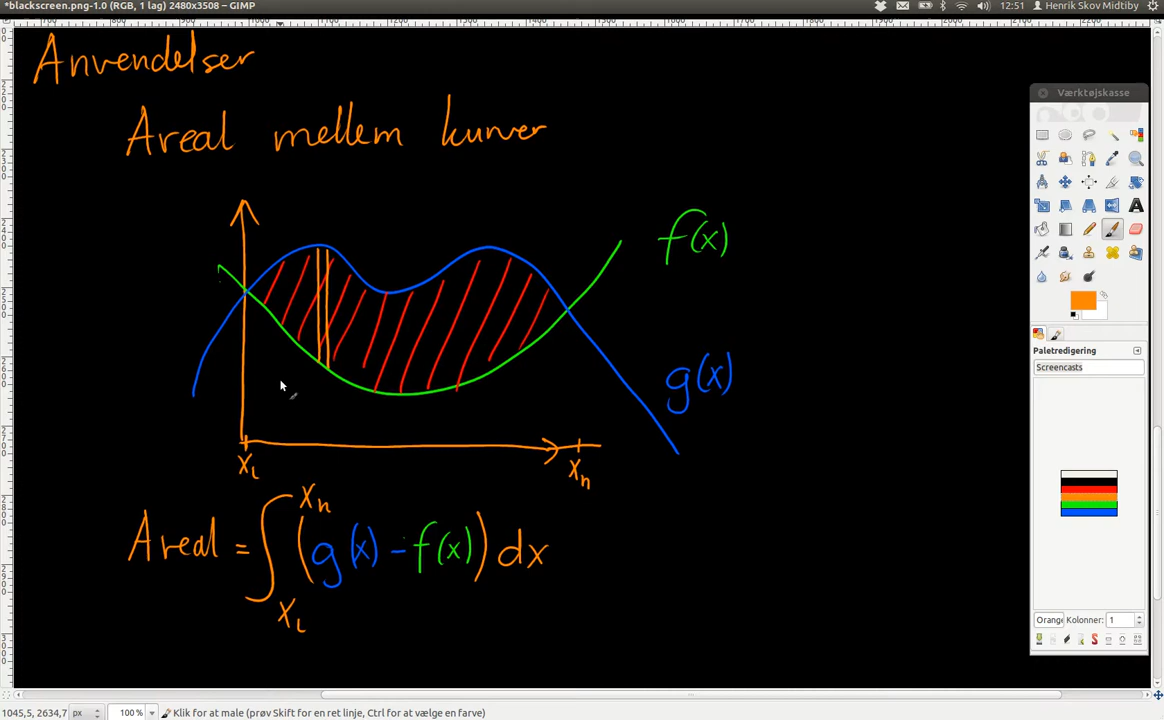 *blackscreen.png-1.0 (RGB, 1 lag) 2480x3508 – GIMP
12:51 Henrik Skov Midtiby
Anvendelser
Areal mellem kurver
f(x)
g(x)
x₁
xₙ
Areal = ∫ₓ₁ˣⁿ (g(x) - f(x)) dx
Værktøjskasse
Paletredigering
Screencasts
Orange Kolonner: 1
1045,5, 2634,7 px 100% Klik for at male (prøv Skift for en ret linje, Ctrl for at vælge en farve)